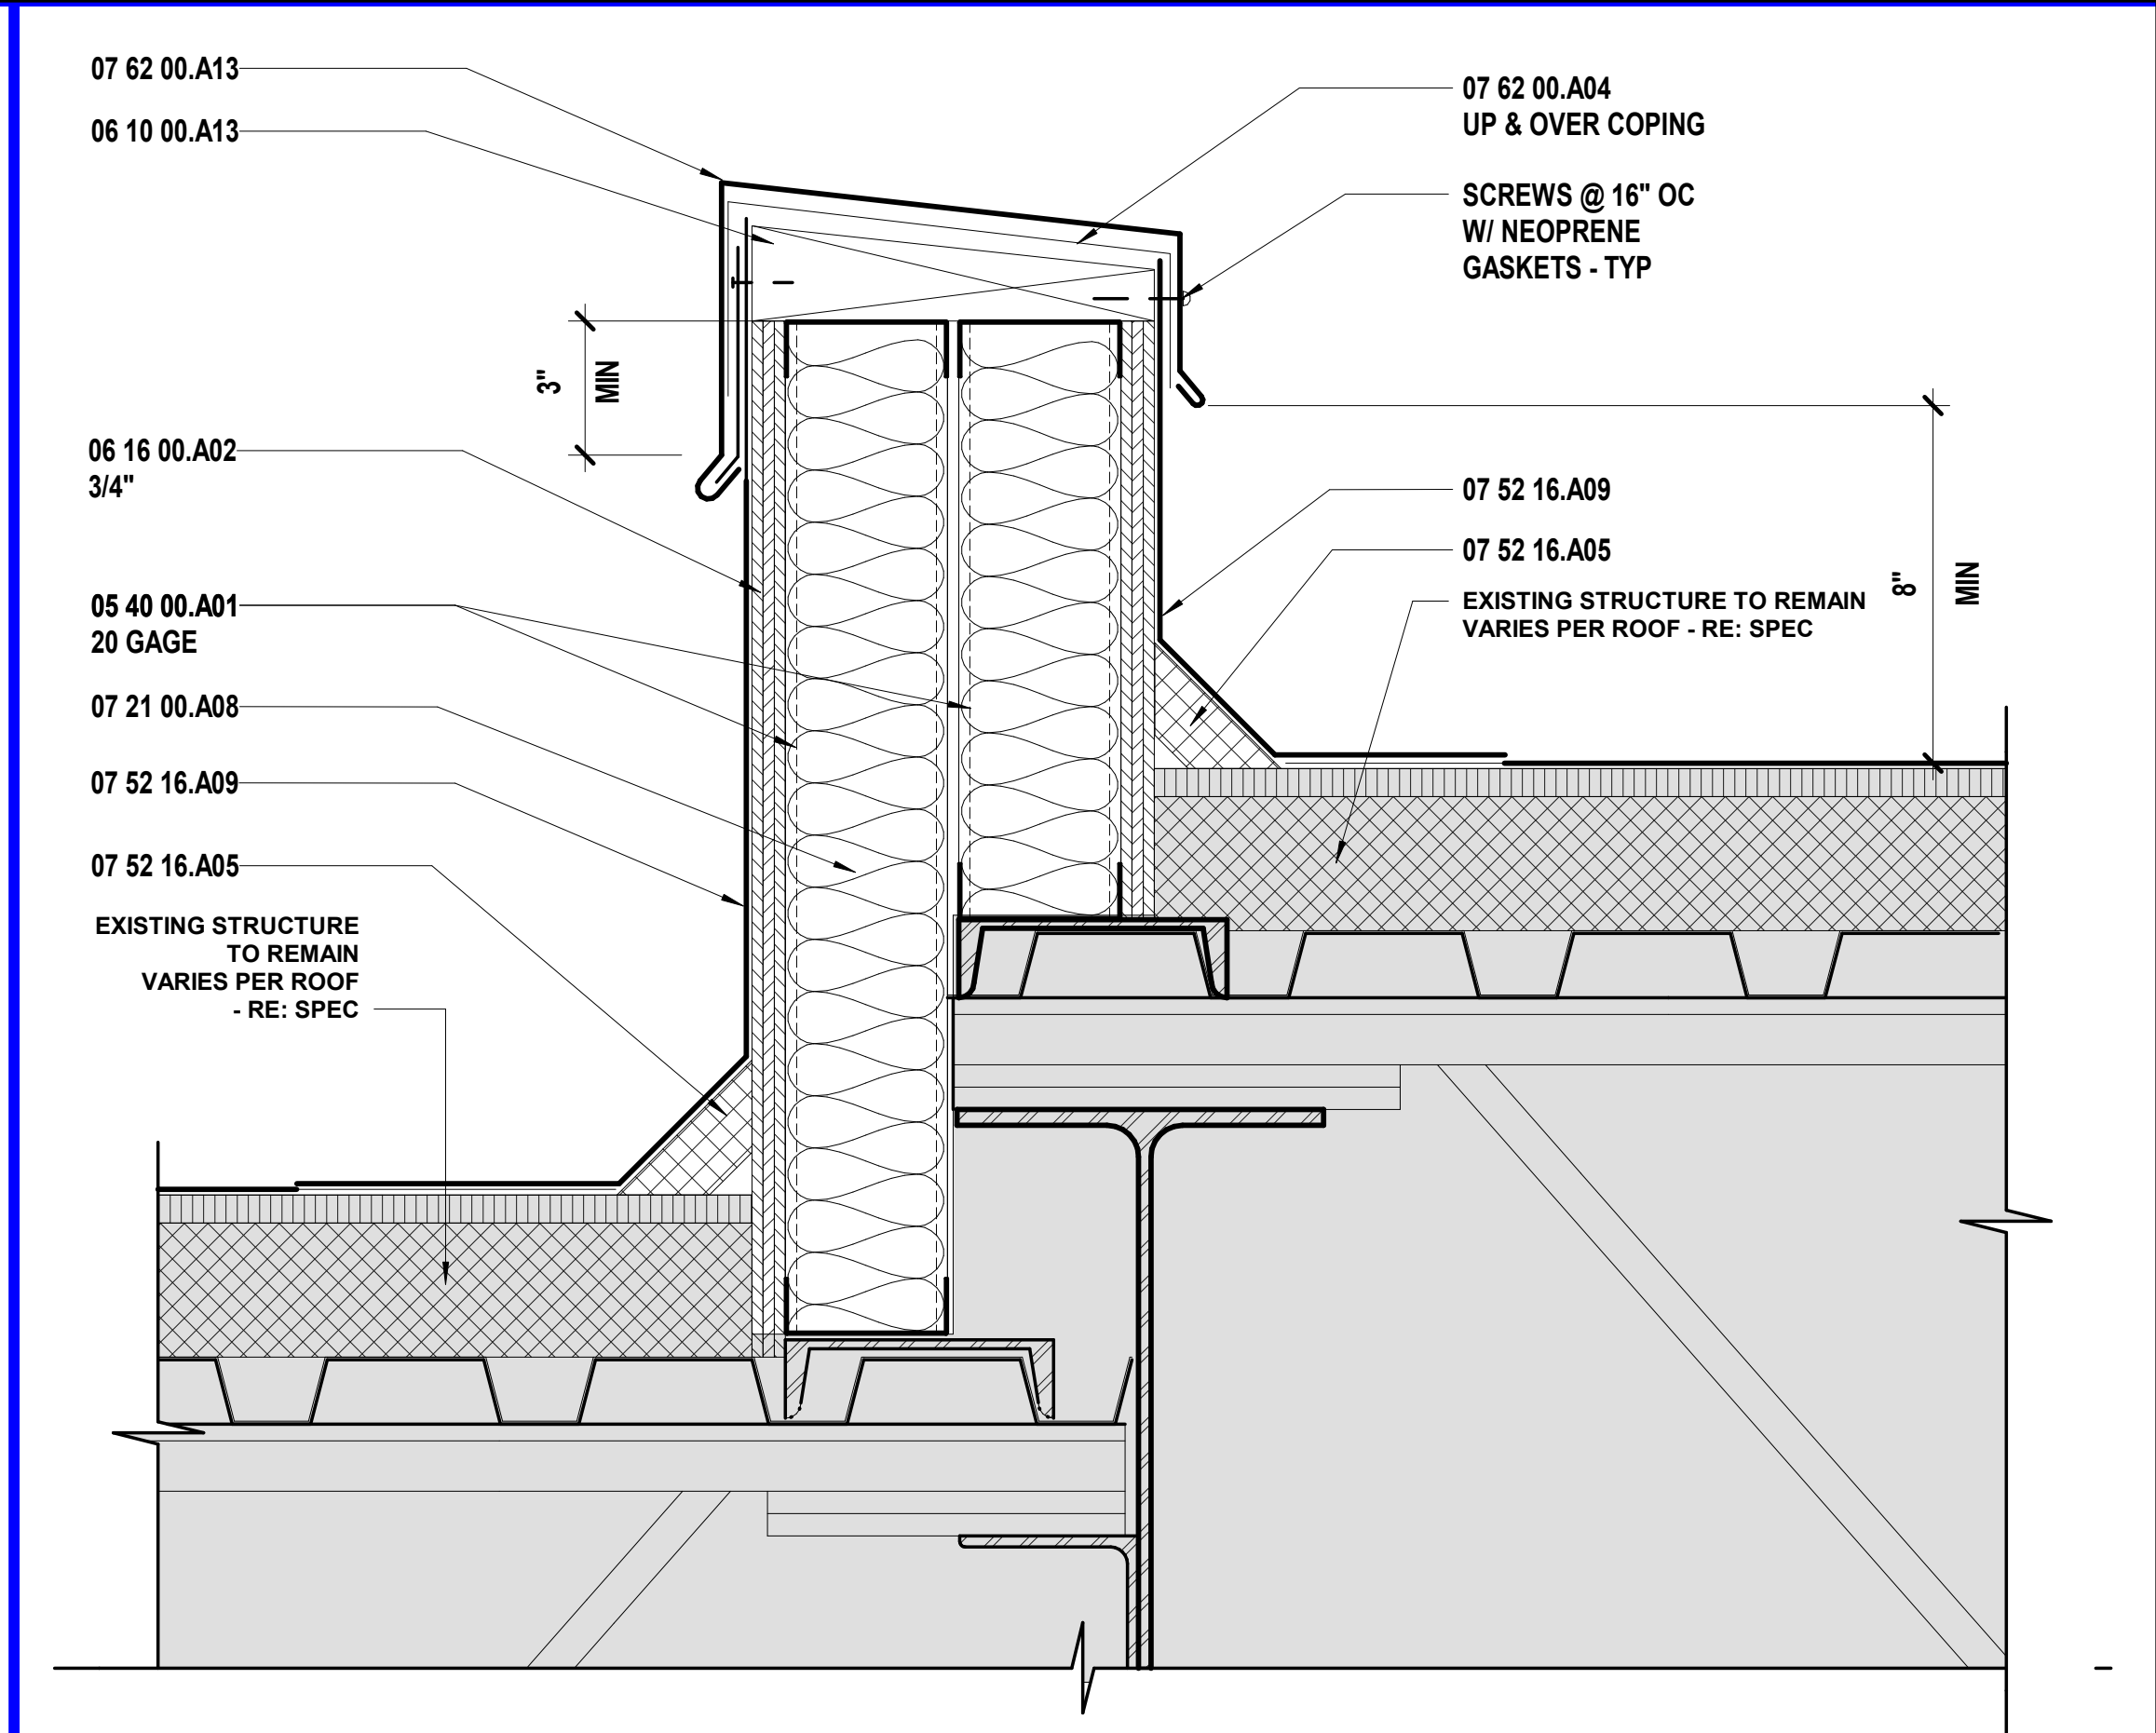 07 62 00.A13
06 10 00.A13
3"
MIN
06 16 00.A02
3/4"
05 40 00.A01
20 GAGE
07 21 00.A08
07 52 16.A09
07 52 16.A05
EXISTING STRUCTURE
TO REMAIN
VARIES PER ROOF
- RE: SPEC
07 62 00.A04
UP & OVER COPING
SCREWS @ 16" OC
W/ NEOPRENE
GASKETS - TYP
07 52 16.A09
07 52 16.A05
EXISTING STRUCTURE TO REMAIN
VARIES PER ROOF - RE: SPEC
8"
MIN